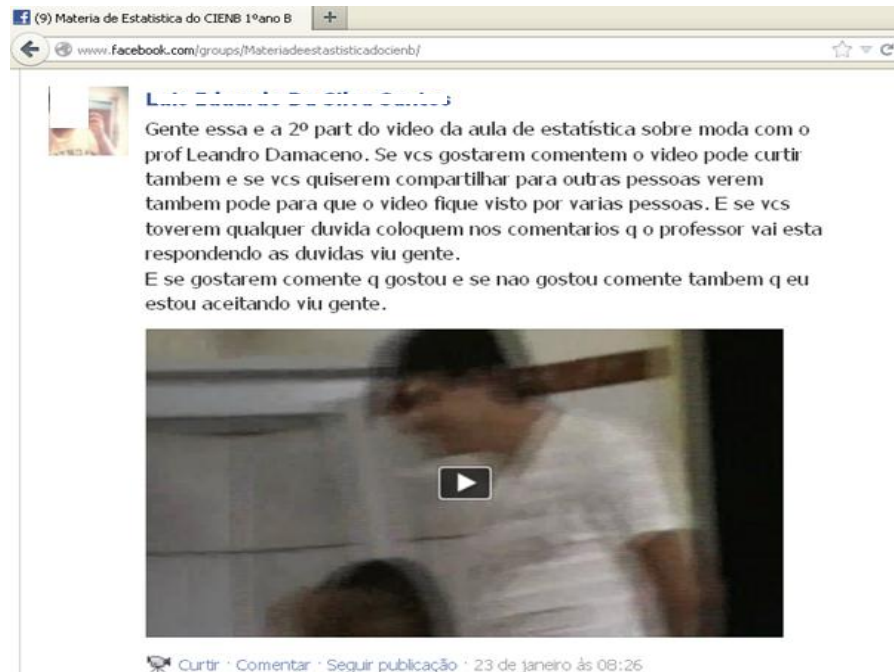 (9) Materia de Estatistica do CIENB 1ºano B
www.facebook.com/groups/Materiadeestastisticadocienb/
Gente essa e a 2º part do video da aula de estatística sobre moda com o
prof Leandro Damaceno. Se vcs gostarem comentem o video pode curtir
tambem e se vcs quiserem compartilhar para outras pessoas verem
tambem pode para que o video fique visto por varias pessoas. E se vcs
toverem qualquer duvida coloquem nos comentarios q o professor vai esta
respondendo as duvidas viu gente.
E se gostarem comente q gostou e se nao gostou comente tambem q eu
estou aceitando viu gente.
Curtir · Comentar · Seguir publicação · 23 de janeiro às 08:26